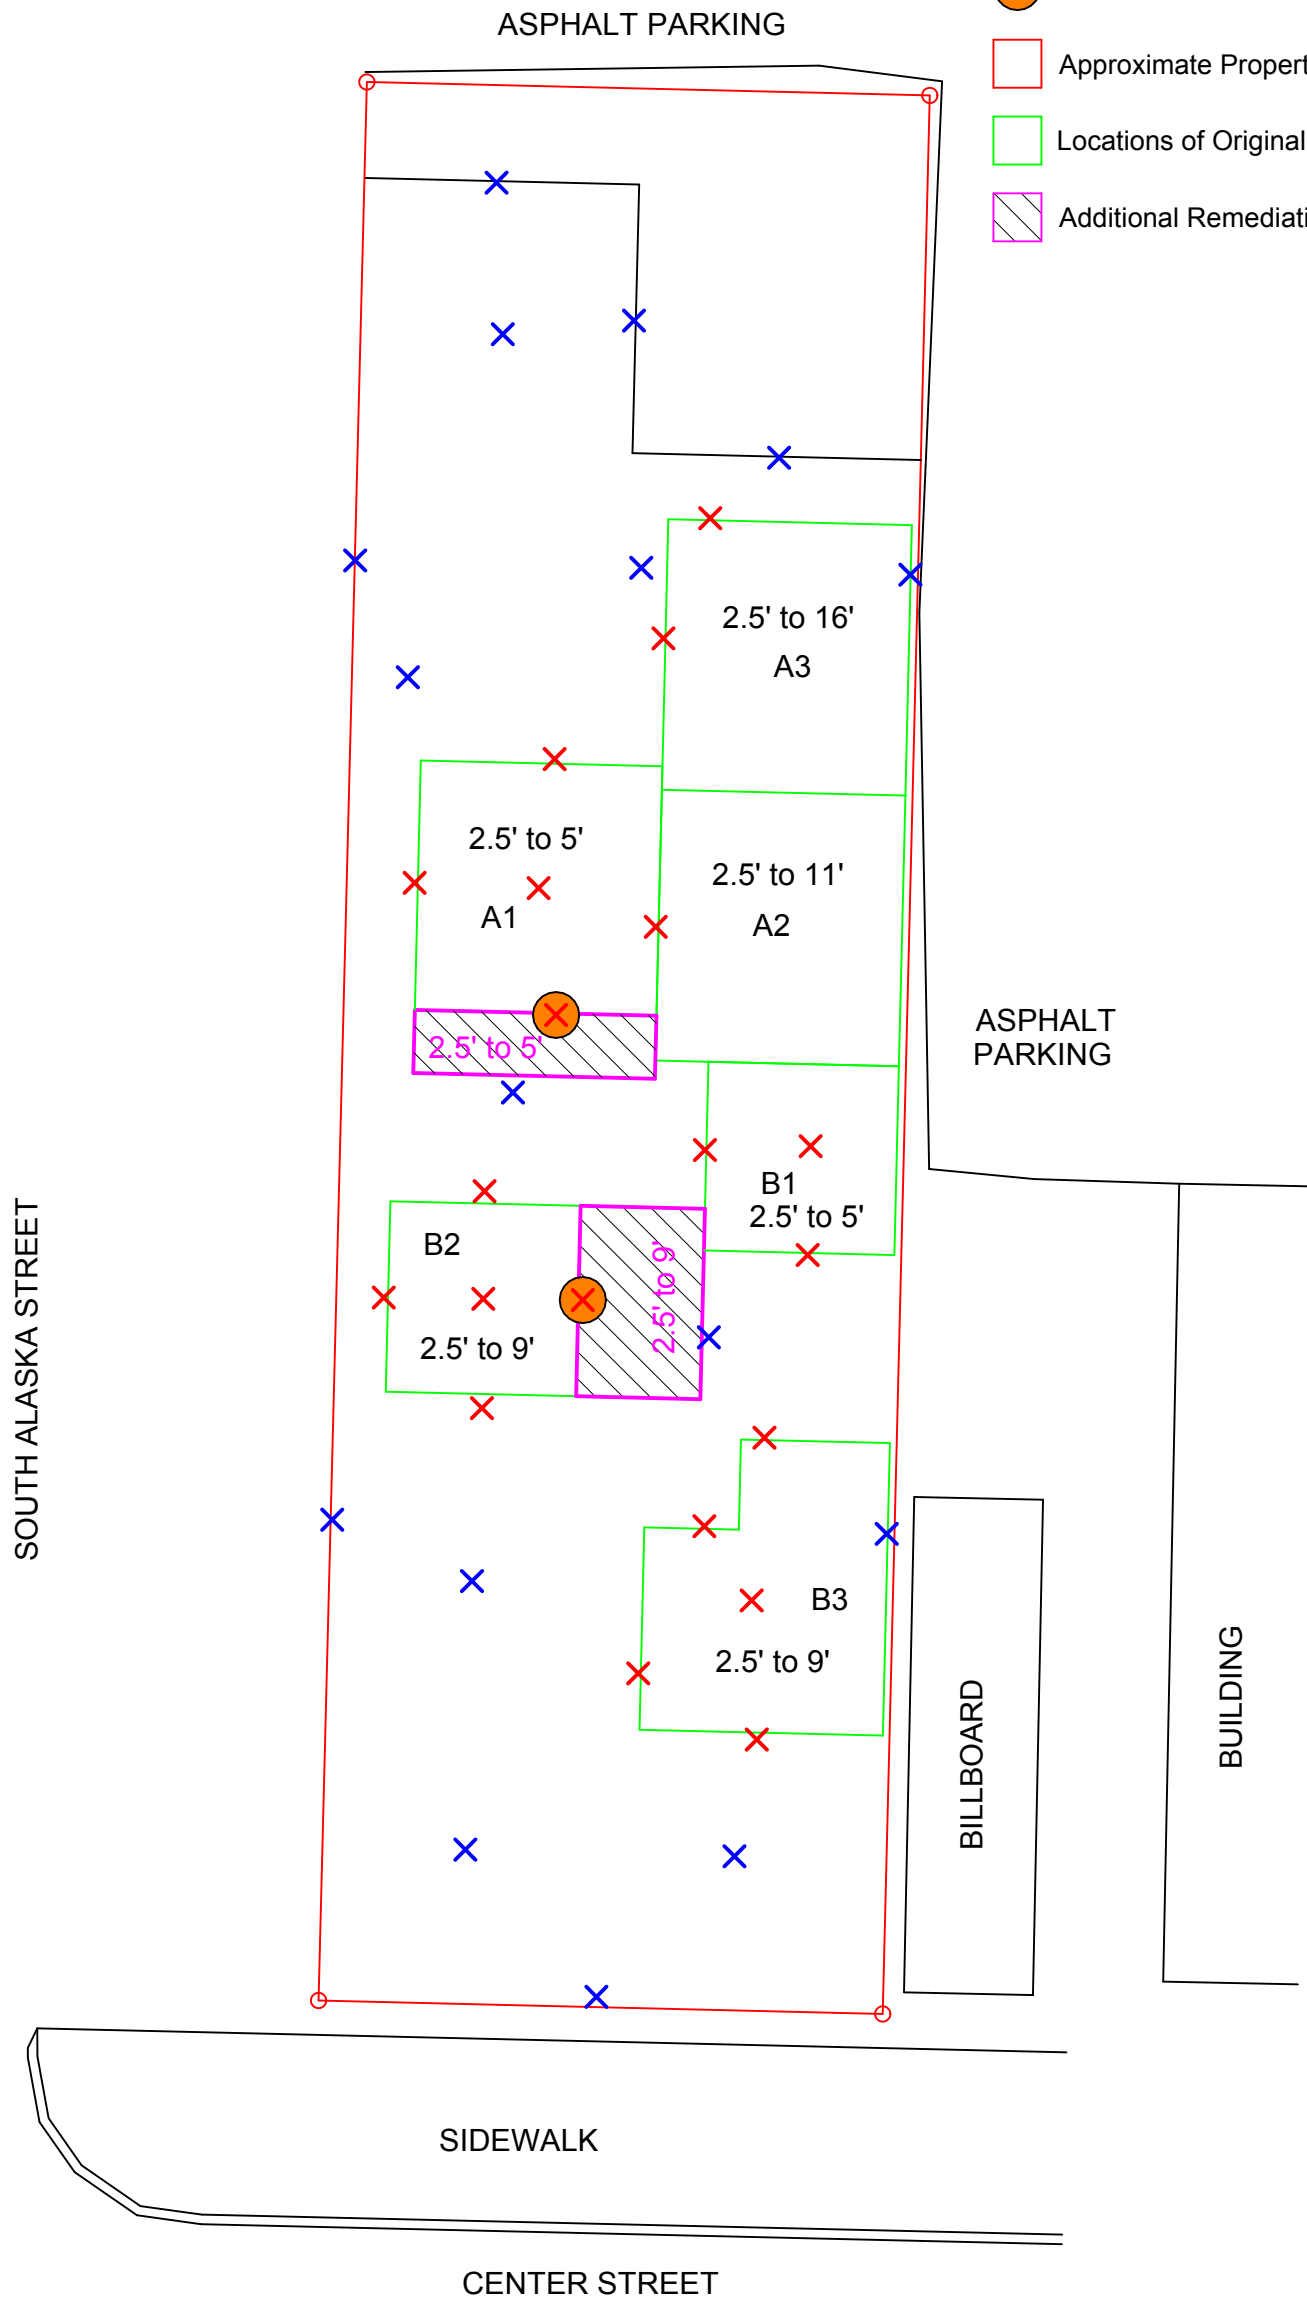 ASPHALT PARKING
Approximate Propert
Locations of Original
Additional Remediati
2.5' to 16'
A3
2.5' to 5'
A1
2.5' to 11'
A2
2.5' to 5'
ASPHALT
PARKING
B1
2.5' to 5'
B2
2.5' to 9'
2.5' to 9'
SOUTH ALASKA STREET
B3
2.5' to 9'
BILLBOARD
BUILDING
SIDEWALK
CENTER STREET